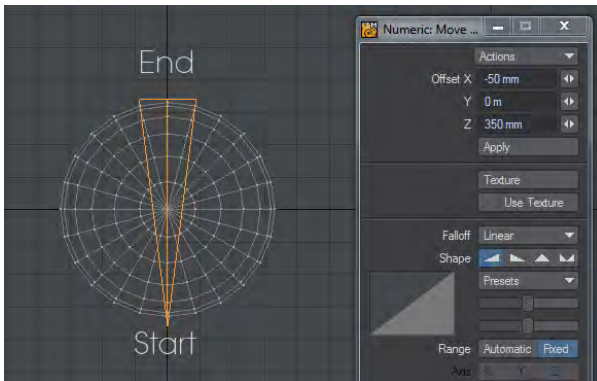 End
Start
Numeric: Move ...
Actions
Offset X -50 mm
Y 0 m
Z 350 mm
Apply
Texture
Use Texture
Falloff Linear
Shape
Presets
Range Automatic Fixed
Axis X Y Z